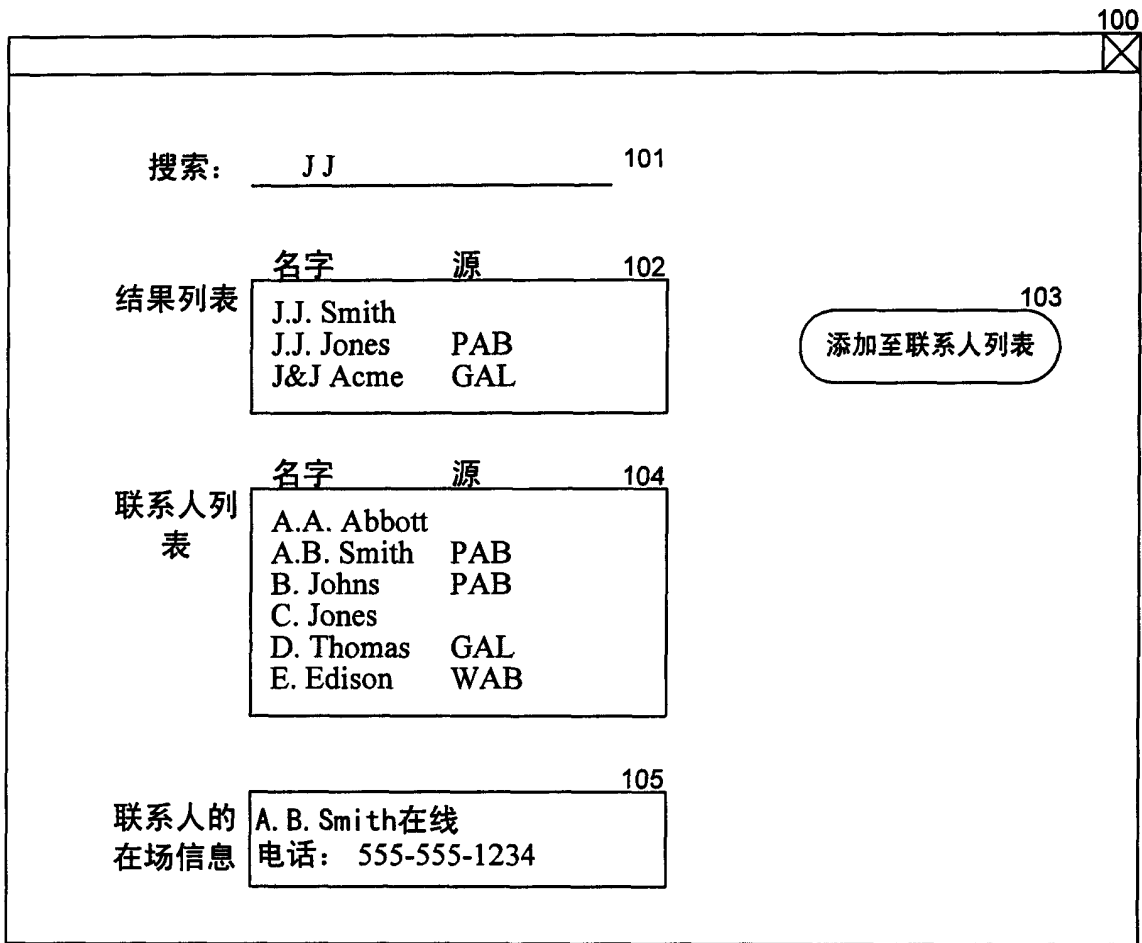 100
搜索： J J 101
名字 源 102
结果列表
J.J. Smith
J.J. Jones PAB
J&J Acme GAL
103
添加至联系人列表
名字 源 104
联系人列
表
A.A. Abbott
A.B. Smith PAB
B. Johns PAB
C. Jones
D. Thomas GAL
E. Edison WAB
105
联系人的
在场信息
A.B.Smith在线
电话： 555-555-1234